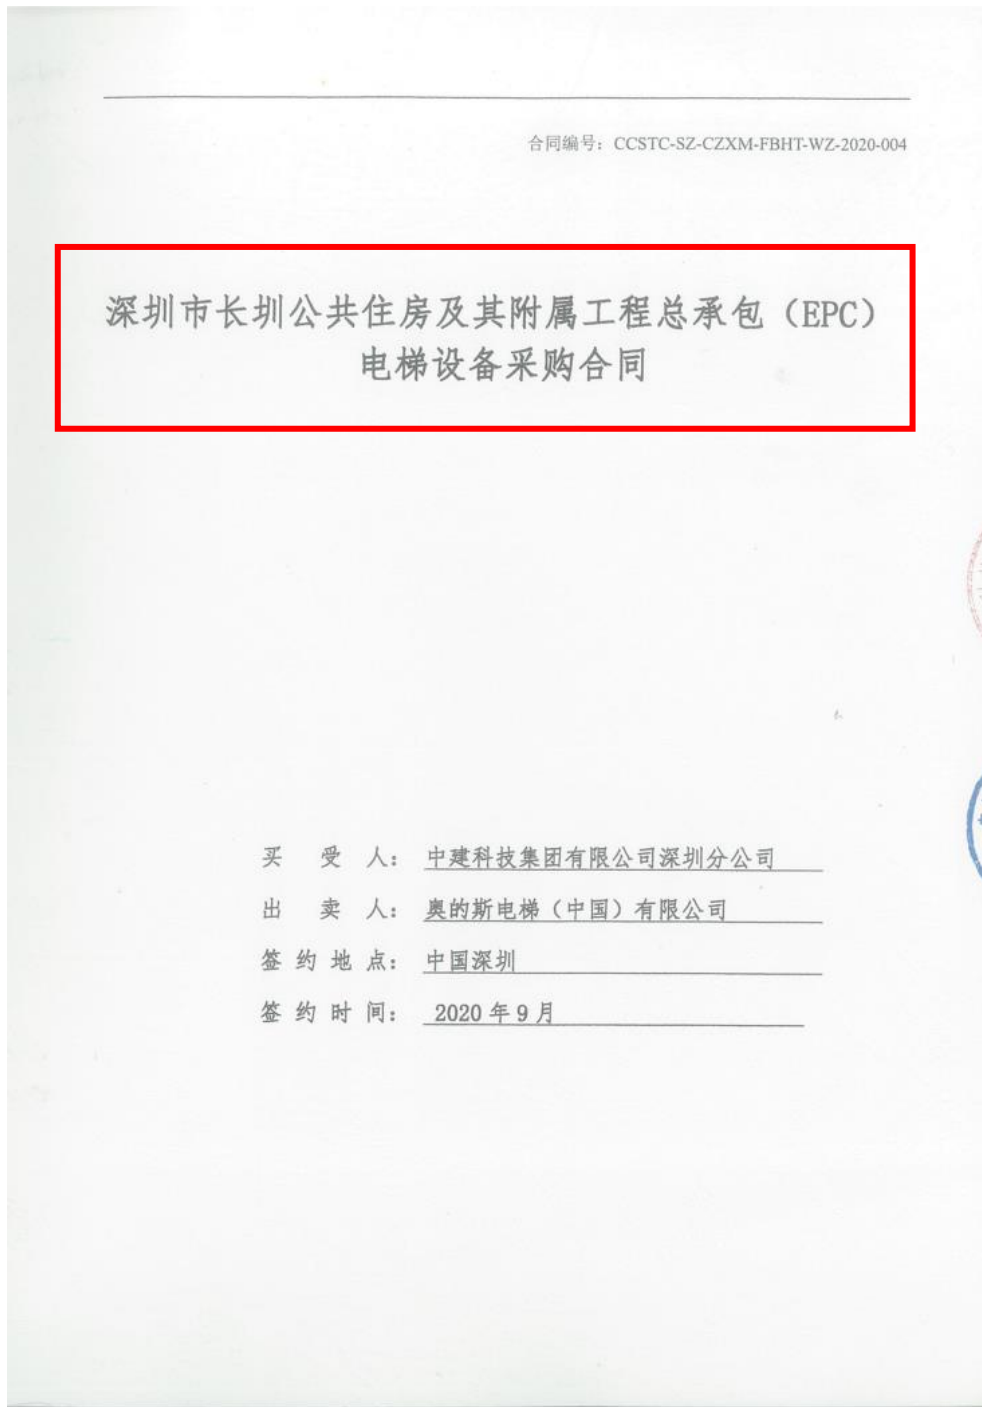 合同编号：CCSTC-SZ-CZXM-FBHT-WZ-2020-004
深圳市长圳公共住房及其附属工程总承包（EPC）
电梯设备采购合同
买受人：中建科技集团有限公司深圳分公司
出卖人：奥的斯电梯（中国）有限公司
签约地点：中国深圳
签约时间：2020年9月